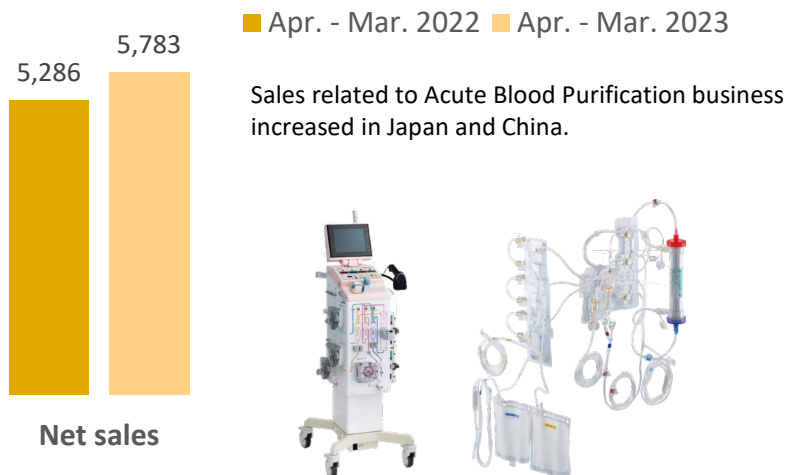 Apr. - Mar. 2022 Apr. - Mar. 2023
5,286
5,783
Sales related to Acute Blood Purification business
increased in Japan and China.
Net sales